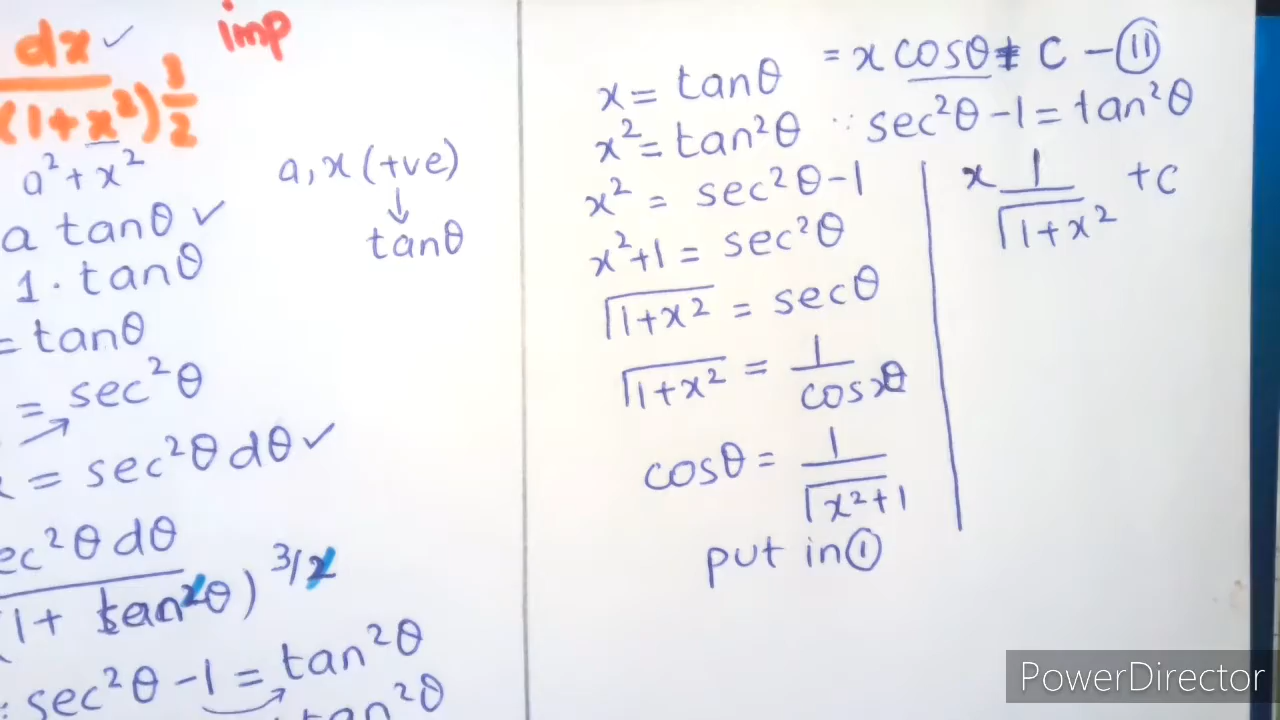 dx ✓ imp
(1+x²)3/2
a²+x²
a tanθ ✓
1·tanθ
a,x(+ve)
↓
tanθ
=tanθ
= sec²θ
= sec²θ dθ ✓
ec²θ dθ
(1+ tan²θ)3/2
sec²θ-1 = tan²θ
tan²θ
= x cosθ + C - 11
x = tanθ
x² = tan²θ ∵ sec²θ-1 = tan²θ
x² = sec²θ-1
x²+1 = sec²θ
√1+x² = secθ
√1+x² = 1/cosθ
cosθ = 1/√x²+1
put in 1
x 1/√1+x² +c
PowerDirector